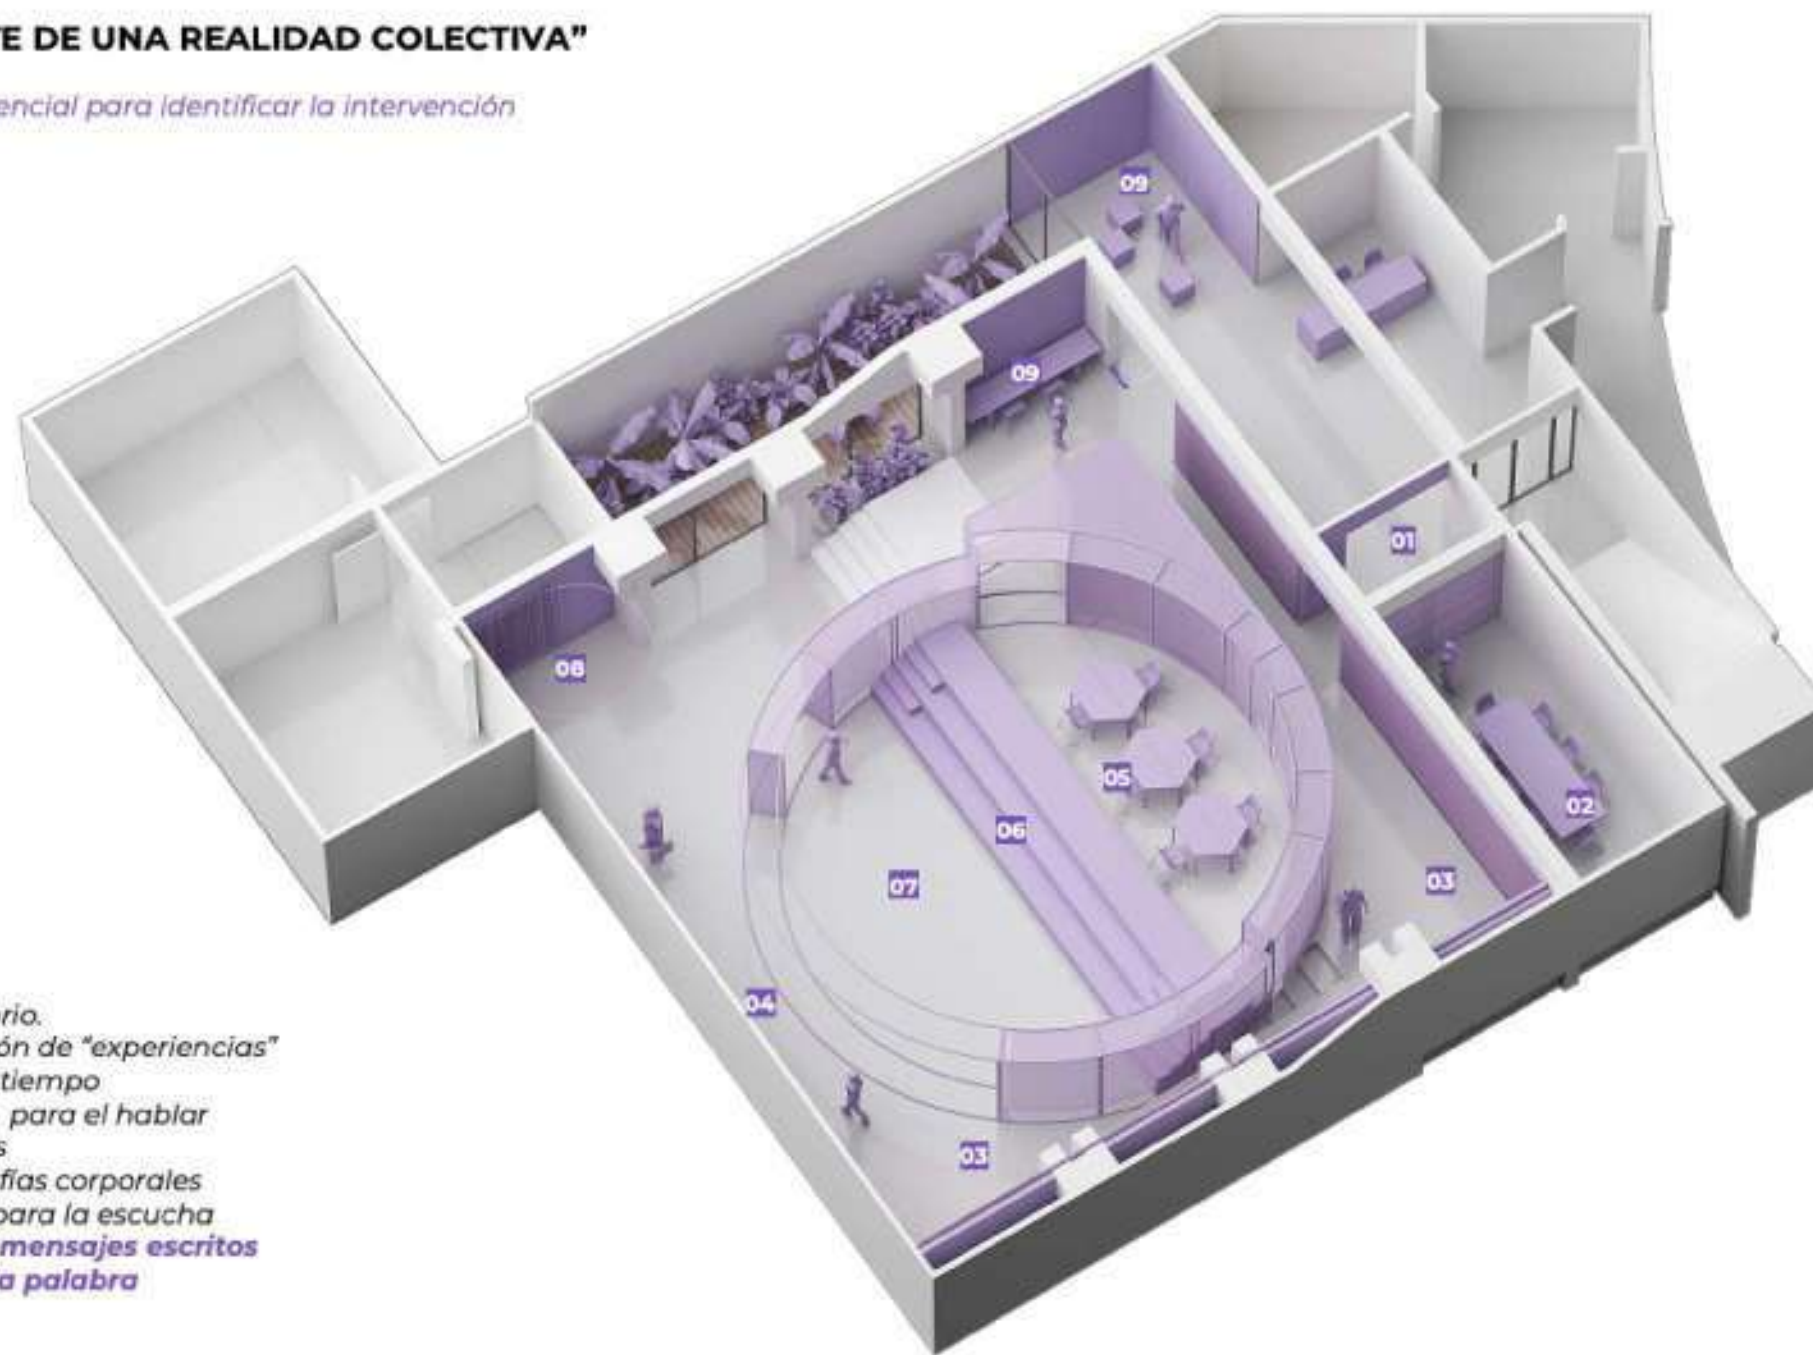 E DE UNA REALIDAD COLECTIVA”
encial para identificar la intervención
09
09
01
08
02
05
06
07
03
04
03
rio.
ón de “experiencias”
tiempo
para el hablar
s
fías corporales
para la escucha
mensajes escritos
a palabra